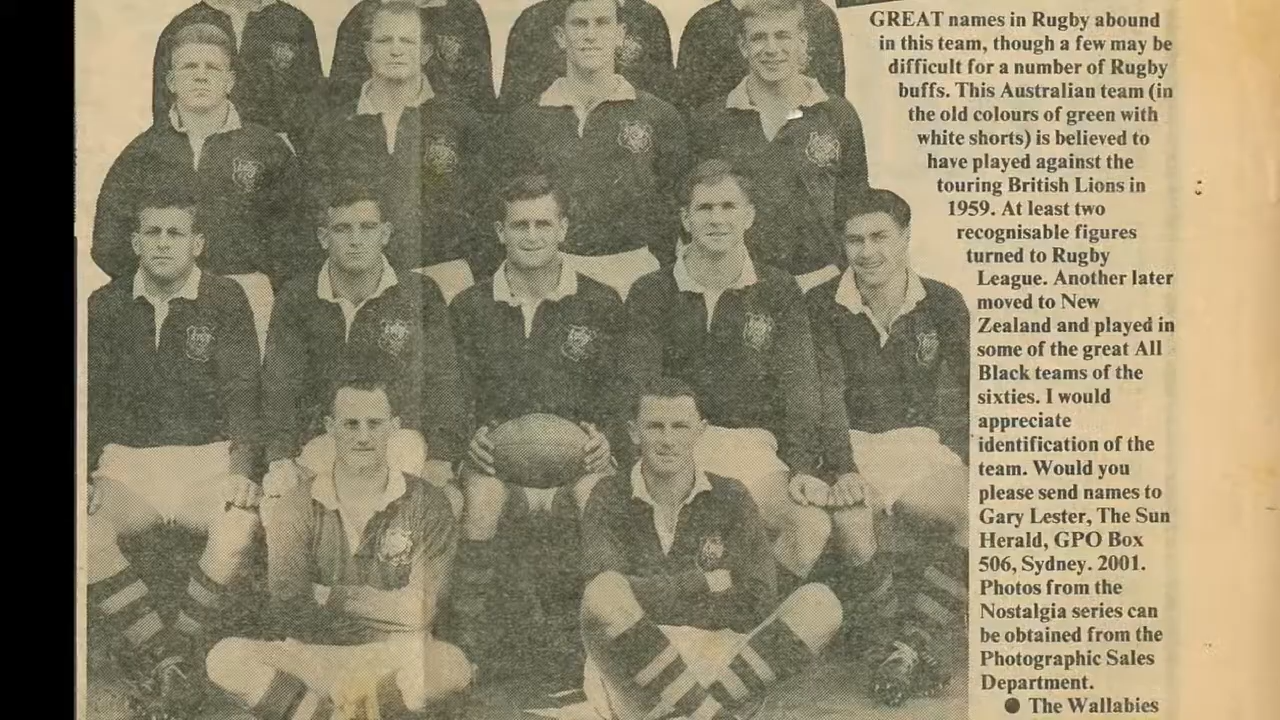 GREAT names in Rugby abound
in this team, though a few may be
difficult for a number of Rugby
buffs. This Australian team (in
the old colours of green with
white shorts) is believed to
have played against the
touring British Lions in
1959. At least two
recognisable figures
turned to Rugby
League. Another later
moved to New
Zealand and played in
some of the great All
Black teams of the
sixties. I would
appreciate
identification of the
team. Would you
please send names to
Gary Lester, The Sun
Herald, GPO Box
506, Sydney. 2001.
Photos from the
Nostalgia series can
be obtained from the
Photographic Sales
Department.
● The Wallabies